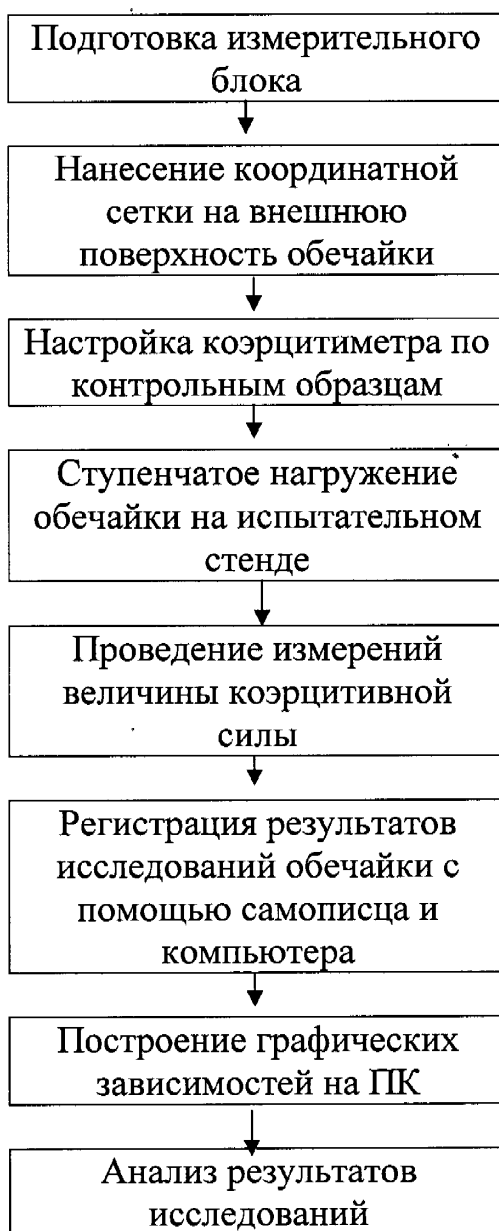 Подготовка измерительного
блока
Нанесение координатной
сетки на внешнюю
поверхность обечайки
Настройка коэрцитиметра по
контрольным образцам
Ступенчатое нагружение
обечайки на испытательном
стенде
Проведение измерений
величины коэрцитивной
силы
Регистрация результатов
исследований обечайки с
помощью самописца и
компьютера
Построение графических
зависимостей на ПК
Анализ результатов
исследований